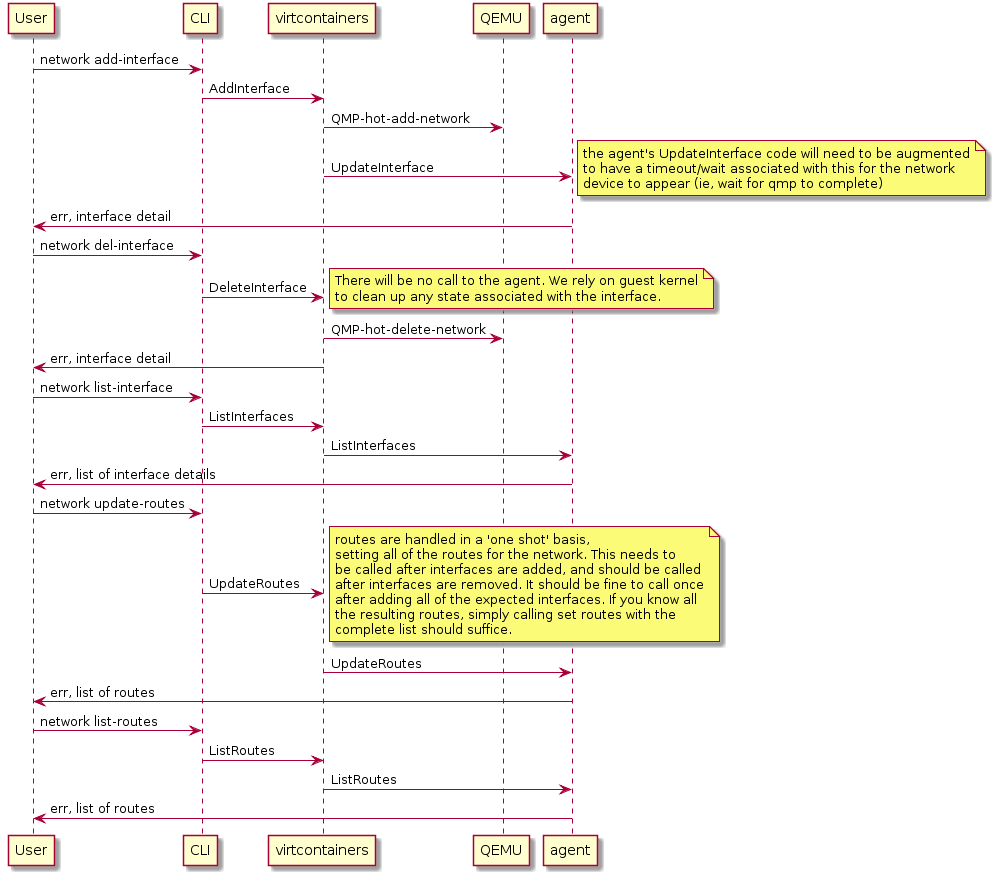 User
CLI
virtcontainers
QEMU
agent
network add-interface
AddInterface
QMP-hot-add-network
UpdateInterface
the agent's UpdateInterface code will need to be augmented
to have a timeout/wait associated with this for the network
device to appear (ie, wait for qmp to complete)
err, interface detail
network del-interface
DeleteInterface
There will be no call to the agent. We rely on guest kernel
to clean up any state associated with the interface.
QMP-hot-delete-network
err, interface detail
network list-interface
ListInterfaces
ListInterfaces
err, list of interface details
network update-routes
UpdateRoutes
routes are handled in a 'one shot' basis,
setting all of the routes for the network. This needs to
be called after interfaces are added, and should be called
after interfaces are removed. It should be fine to call once
after adding all of the expected interfaces. If you know all
the resulting routes, simply calling set routes with the
complete list should suffice.
UpdateRoutes
err, list of routes
network list-routes
ListRoutes
ListRoutes
err, list of routes
User
CLI
virtcontainers
QEMU
agent